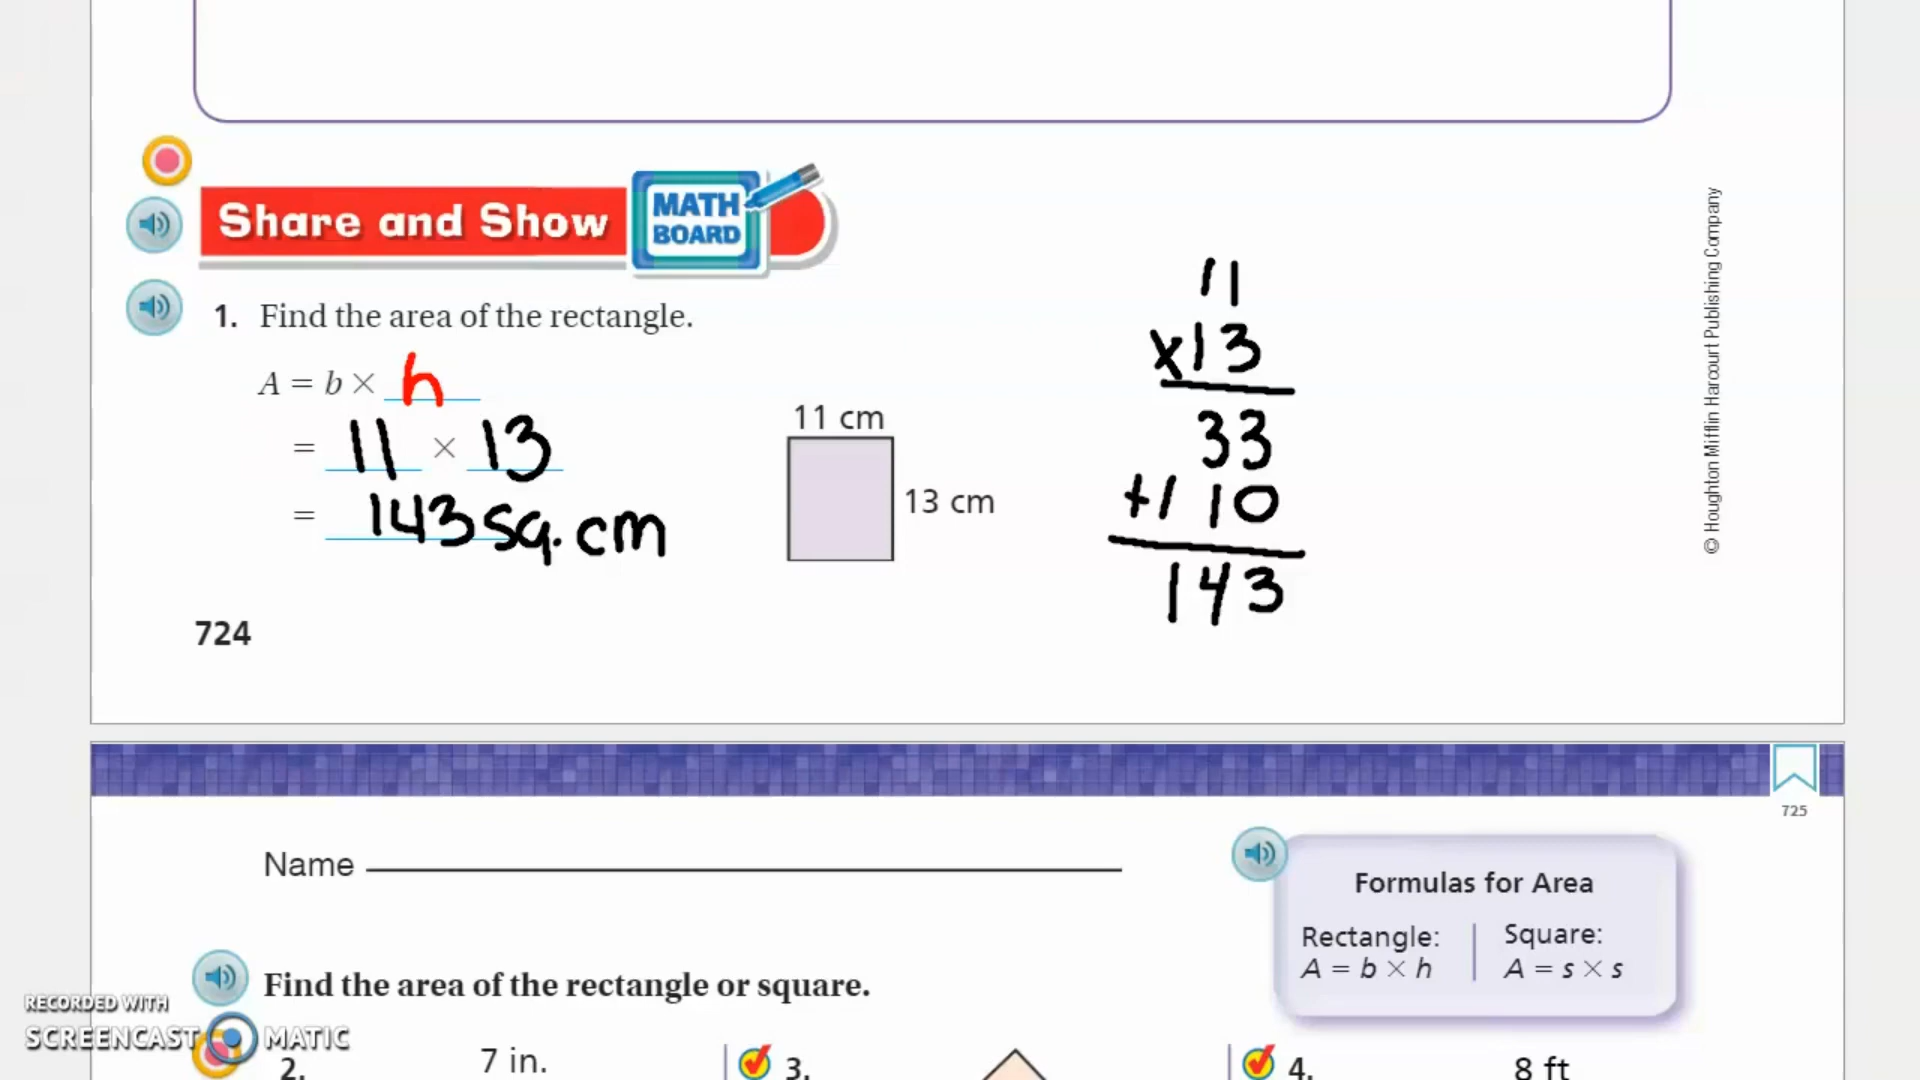 Share and Show MATH BOARD
1. Find the area of the rectangle.
A = b × h
= 11 × 13
= 143 sq. cm
11 cm
13 cm
11
x13
33
+110
143
© Houghton Mifflin Harcourt Publishing Company
724
725
Name
Formulas for Area
Rectangle: A = b × h
Square: A = s × s
Find the area of the rectangle or square.
2. 7 in.
3.
4. 8 ft
RECORDED WITH
SCREENCAST MATIC